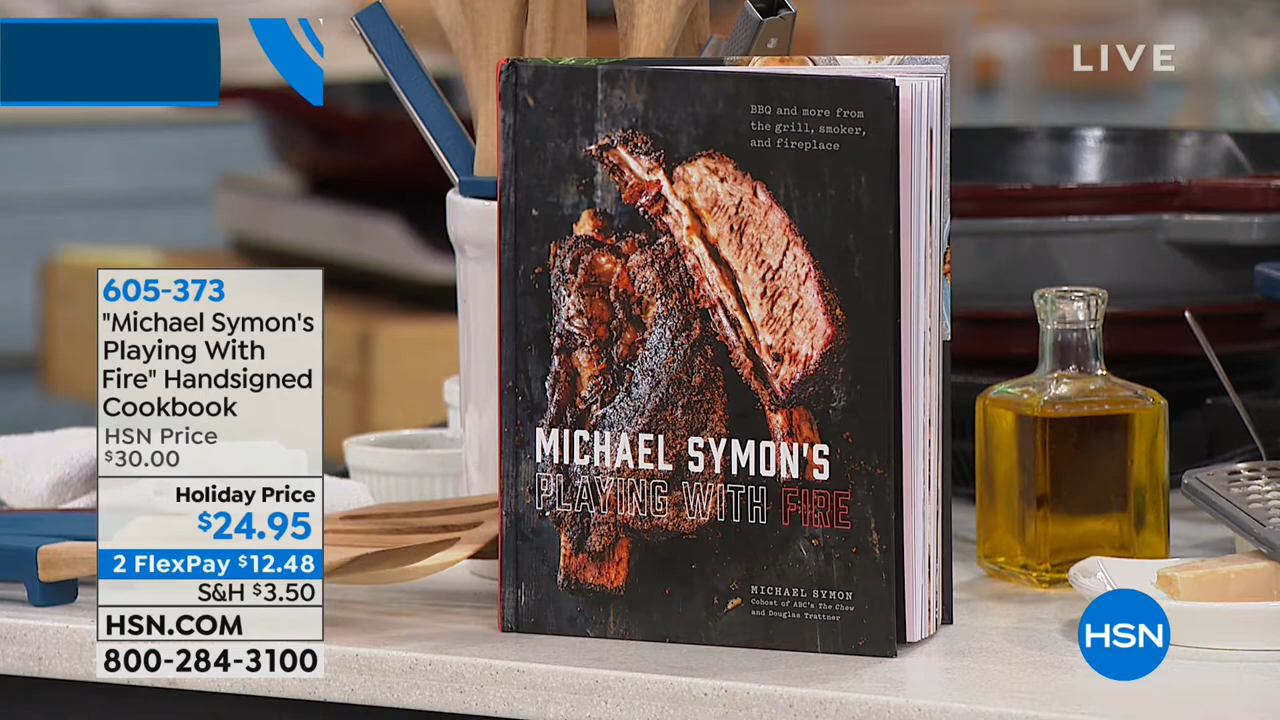 LIVE
BBQ and more from
the grill, smoker,
and fireplace
MICHAEL SYMON'S
PLAYING WITH FIRE
MICHAEL SYMON
Cohost of ABC's The Chew
and Douglas Trattner
605-373
"Michael Symon's
Playing With
Fire" Handsigned
Cookbook
HSN Price
$30.00
Holiday Price
$24.95
2 FlexPay $12.48
S&H $3.50
HSN.COM
800-284-3100
HSN